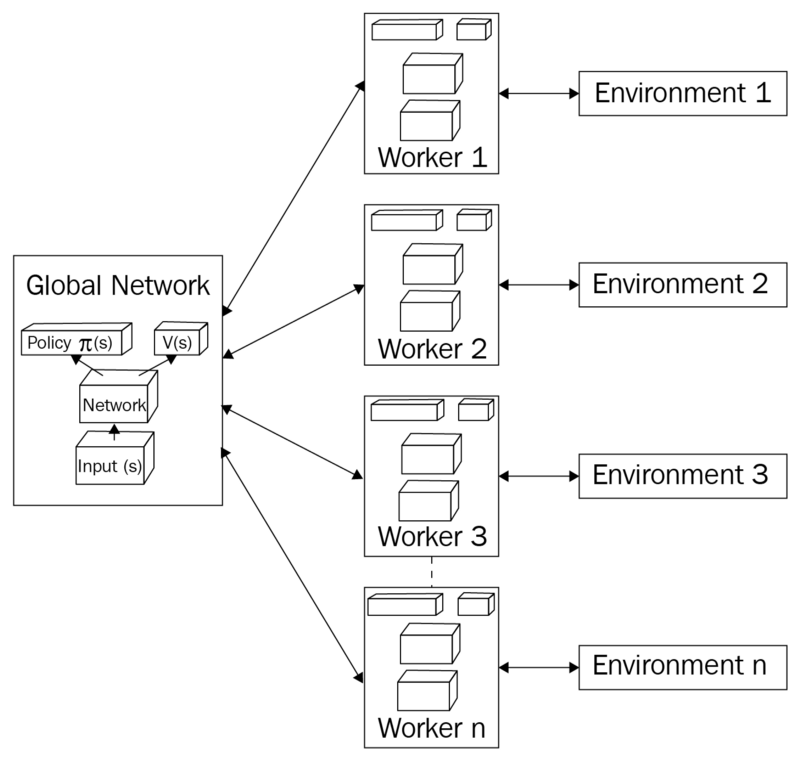 Global Network
Policy π(s)
V(s)
Network
Input (s)
Worker 1
Environment 1
Worker 2
Environment 2
Worker 3
Environment 3
Worker n
Environment n